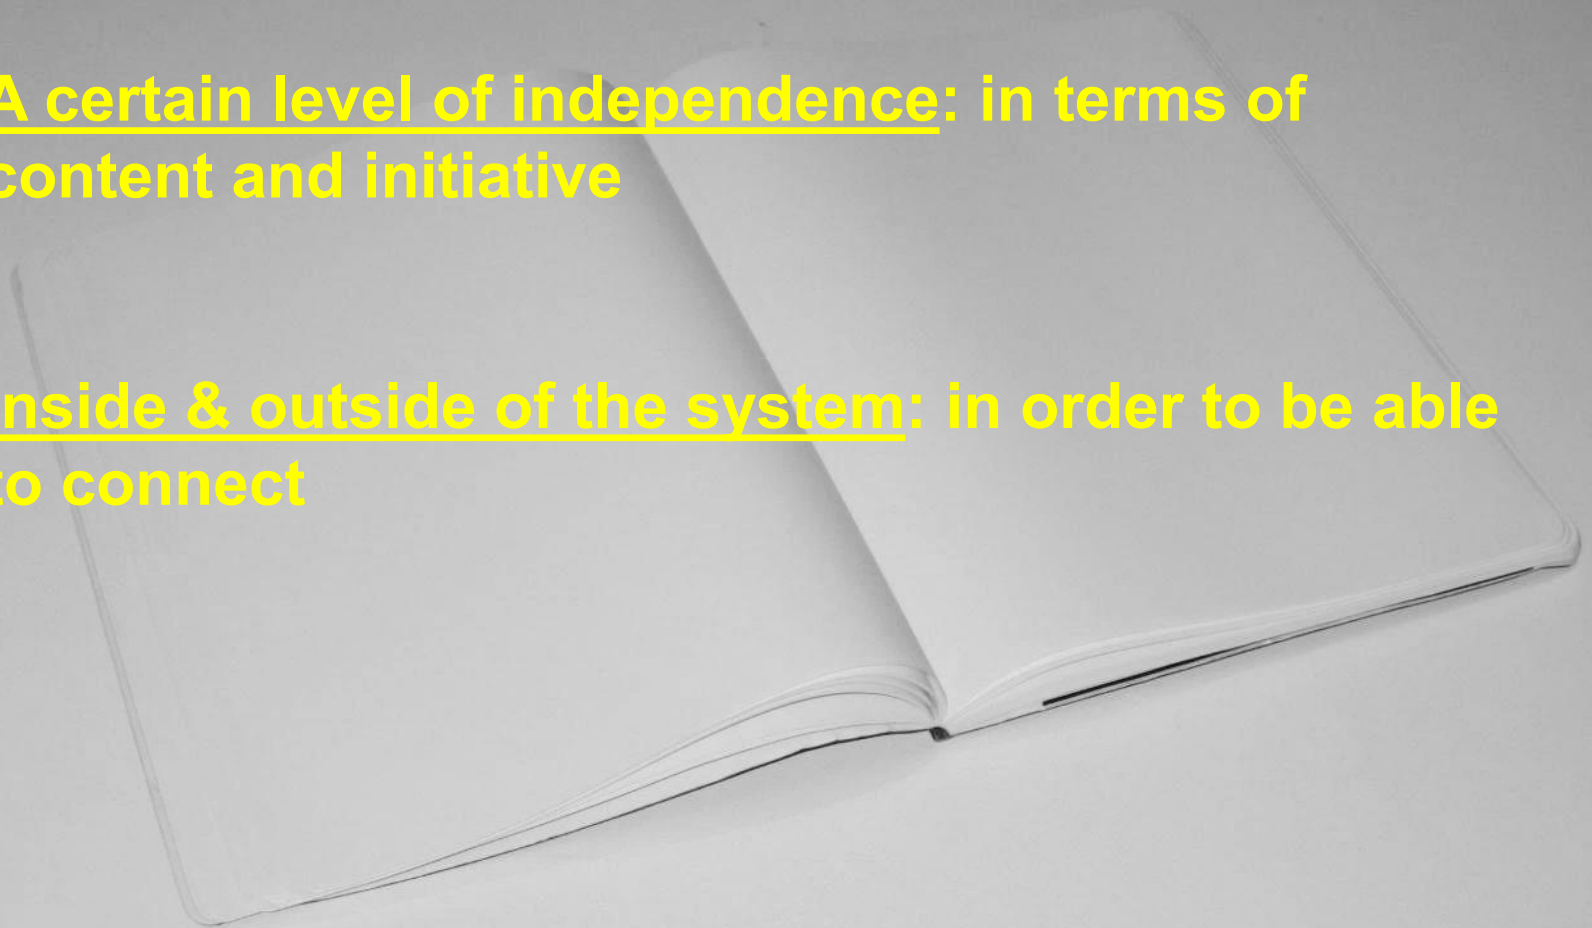 A certain level of independence: in terms of
content and initiative
nside & outside of the system: in order to be able
to connect